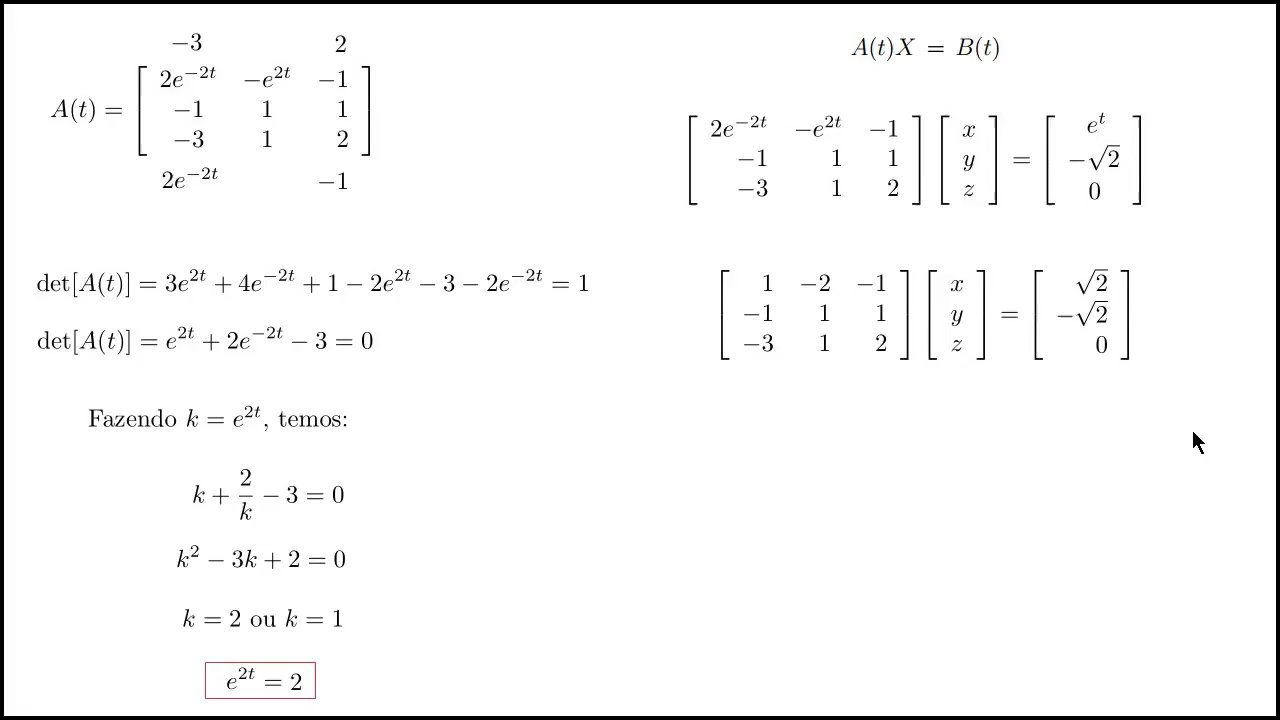 −3 2
A(t) = [ 2e^{−2t} −e^{2t} −1
−1 1 1
−3 1 2 ]
2e^{−2t} −1
det[A(t)] = 3e^{2t} + 4e^{−2t} + 1 − 2e^{2t} − 3 − 2e^{−2t} = 1
det[A(t)] = e^{2t} + 2e^{−2t} − 3 = 0
Fazendo k = e^{2t}, temos:
k + 2/k − 3 = 0
k² − 3k + 2 = 0
k = 2 ou k = 1
e^{2t} = 2
A(t)X = B(t)
[ 2e^{−2t} −e^{2t} −1 ] [ x ] = [ e^t ]
[ −1 1 1 ] [ y ] = [ −√2 ]
[ −3 1 2 ] [ z ] = [ 0 ]
[ 1 −2 −1 ] [ x ] = [ √2 ]
[ −1 1 1 ] [ y ] = [ −√2 ]
[ −3 1 2 ] [ z ] = [ 0 ]